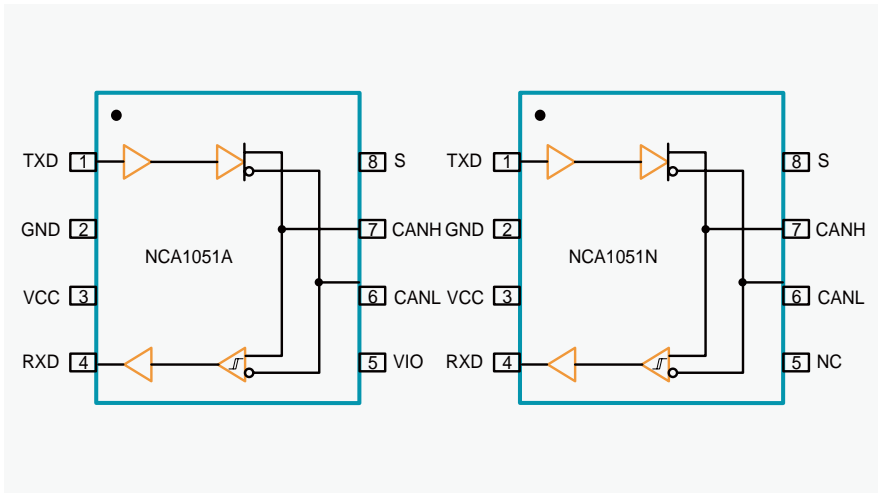 TXD 1 8 S
GND 2 7 CANH
NCA1051A
VCC 3 6 CANL
RXD 4 5 VIO
TXD 1 8 S
GND 2 7 CANH
NCA1051N
VCC 3 6 CANL
RXD 4 5 NC